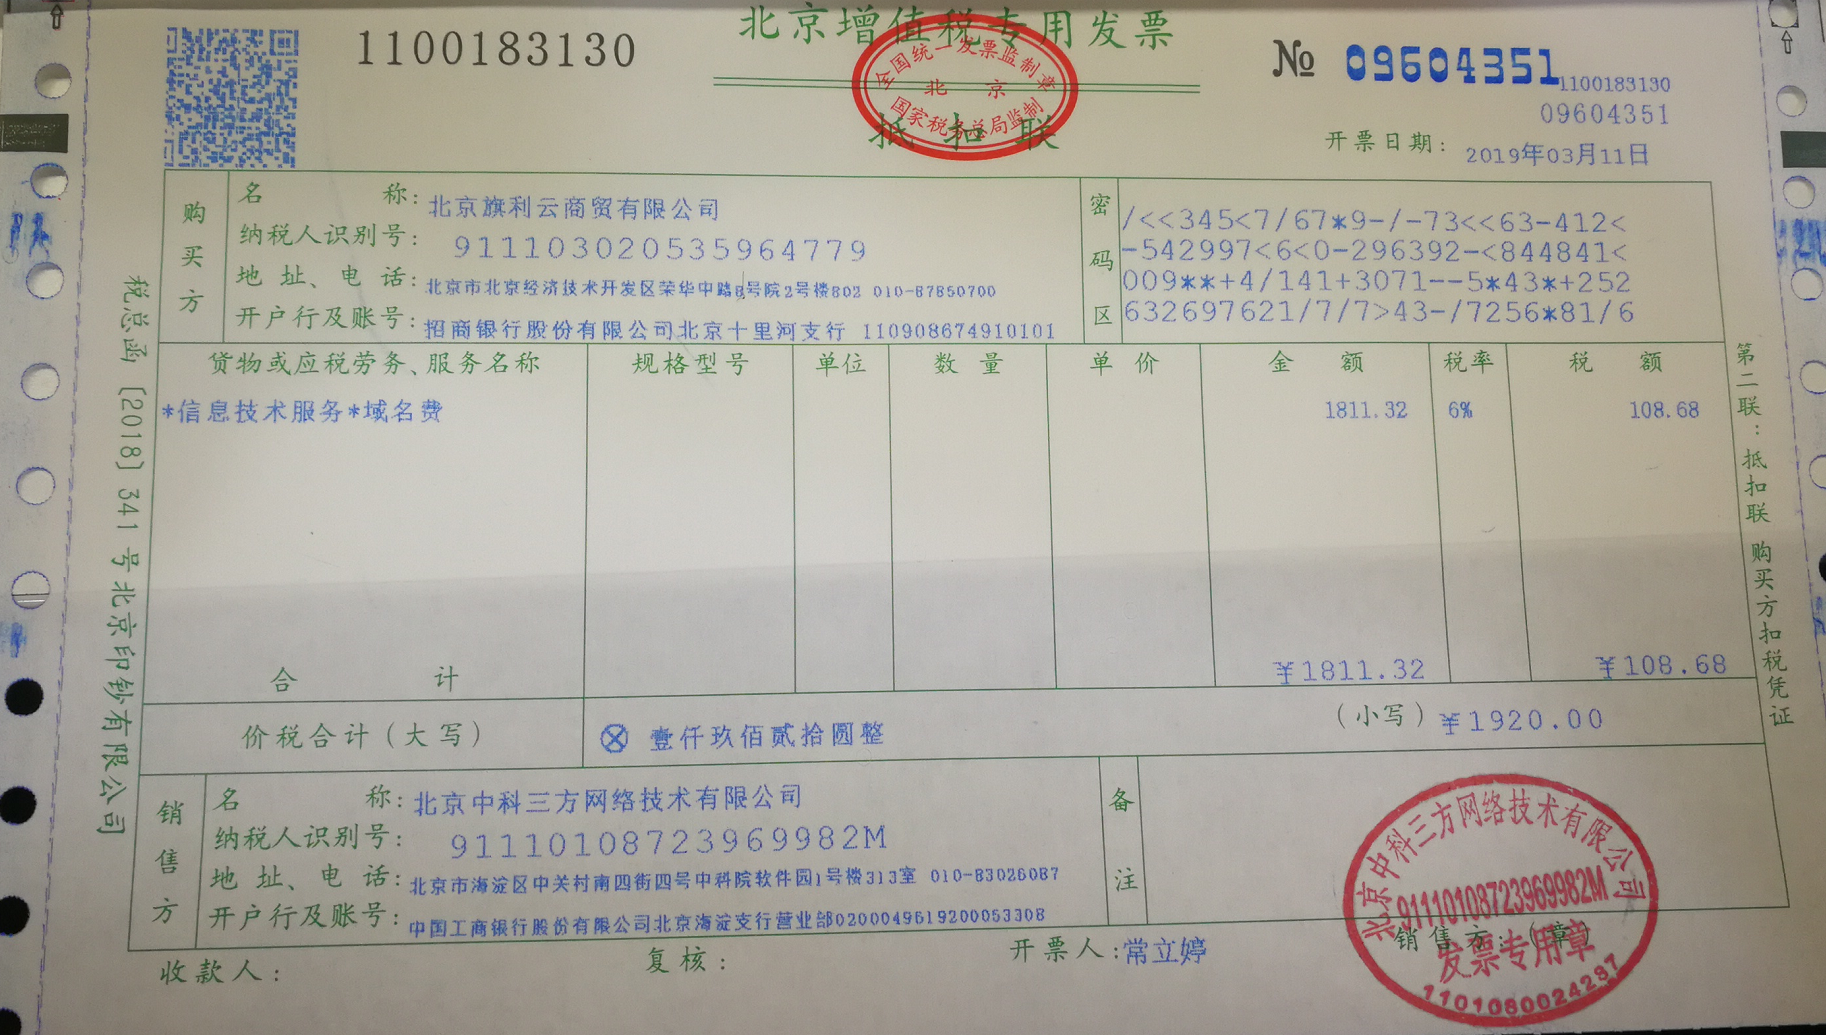 1100183130
北京增值税专用发票
全国统一发票监制章
北京
国家税务总局监制
抵扣联
№ 09604351
1100183130
09604351
开票日期: 2019年03月11日
购买方
名称: 北京旗利云商贸有限公司
纳税人识别号: 911103020535964779
地址、电话: 北京市北京经济技术开发区荣华中路8号院2号楼802 010-87850700
开户行及账号: 招商银行股份有限公司北京十里河支行 110908674910101
密码区
/<<345<7/67*9-/-73<<63-412<
-542997<6<0-296392-<844841<
009**+4/141+3071--5*43*+252
632697621/7/7>43-/7256*81/6
货物或应税劳务、服务名称 规格型号 单位 数量 单价 金额 税率 税额
*信息技术服务*域名费 1811.32 6% 108.68
合计 ¥1811.32 ¥108.68
价税合计(大写) ⊗ 壹仟玖佰贰拾圆整 (小写) ¥1920.00
销售方
名称: 北京中科三方网络技术有限公司
纳税人识别号: 91110108723969982M
地址、电话: 北京市海淀区中关村南四街四号中科院软件园1号楼313室 010-83026087
开户行及账号: 中国工商银行股份有限公司北京海淀支行营业部0200049619200053308
备注
收款人:
复核:
开票人: 常立婷
销售方:(章)
北京中科三方网络技术有限公司
91110108723969982M
发票专用章
1101080024287
税总函〔2018〕341号北京印钞有限公司
第二联:抵扣联 购买方扣税凭证